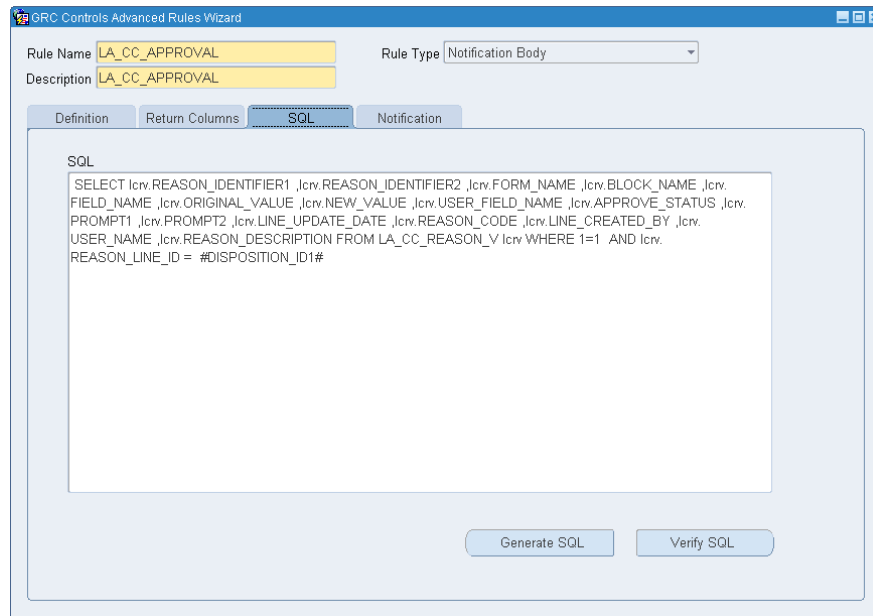 GRC Controls Advanced Rules Wizard
Rule Name LA_CC_APPROVAL Rule Type Notification Body
Description LA_CC_APPROVAL
Definition Return Columns SQL Notification
SQL
SELECT lcrv.REASON_IDENTIFIER1 ,lcrv.REASON_IDENTIFIER2 ,lcrv.FORM_NAME ,lcrv.BLOCK_NAME ,lcrv.
FIELD_NAME ,lcrv.ORIGINAL_VALUE ,lcrv.NEW_VALUE ,lcrv.USER_FIELD_NAME ,lcrv.APPROVE_STATUS ,lcrv.
PROMPT1 ,lcrv.PROMPT2 ,lcrv.LINE_UPDATE_DATE ,lcrv.REASON_CODE ,lcrv.LINE_CREATED_BY ,lcrv.
USER_NAME ,lcrv.REASON_DESCRIPTION FROM LA_CC_REASON_V lcrv WHERE 1=1  AND lcrv.
REASON_LINE_ID =  #DISPOSITION_ID1#
Generate SQL Verify SQL